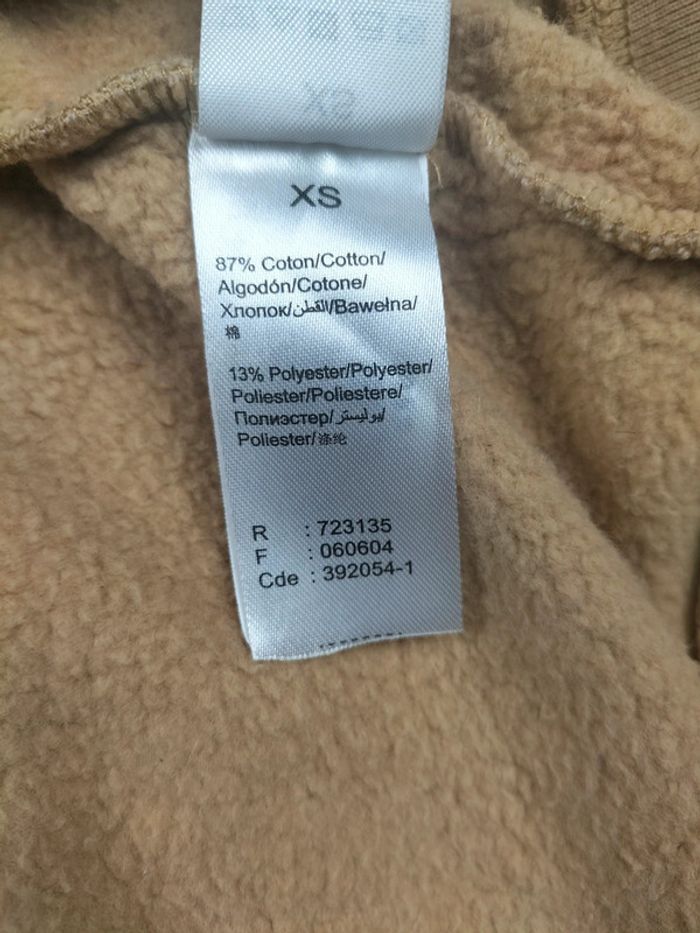 XS
87% Coton/Cotton/
Algodón/Cotone/
Хлопок/القطن/Bawełna/
棉
13% Polyester/Polyester/
Poliester/Poliestere/
Полиэстер/بوليستر/
Poliester/涤纶
R : 723135
F : 060604
Cde : 392054-1